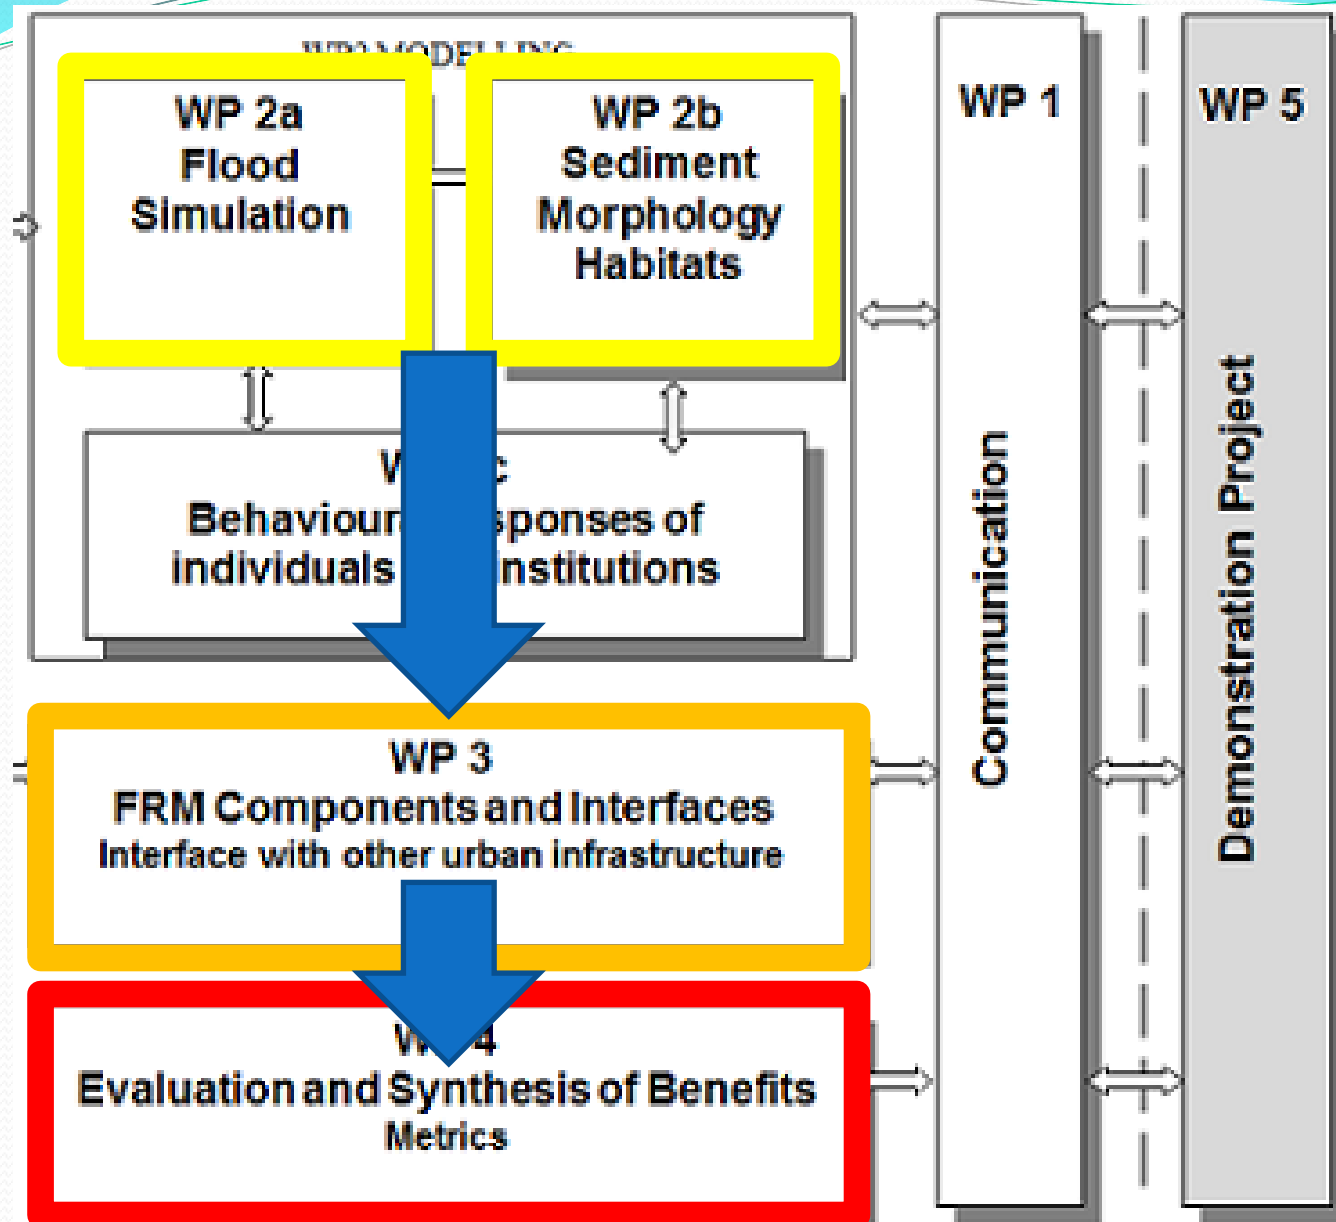 MODELLING
WP 2a
Flood
Simulation
WP 2b
Sediment
Morphology
Habitats
Behaviour
individuals
of
institutions
WP 3
FRM Components and Interfaces
Interface with other urban infrastructure
4
Evaluation and Synthesis of Benefits
Metrics
WP 1
Communication
WP 5
Demonstration Project